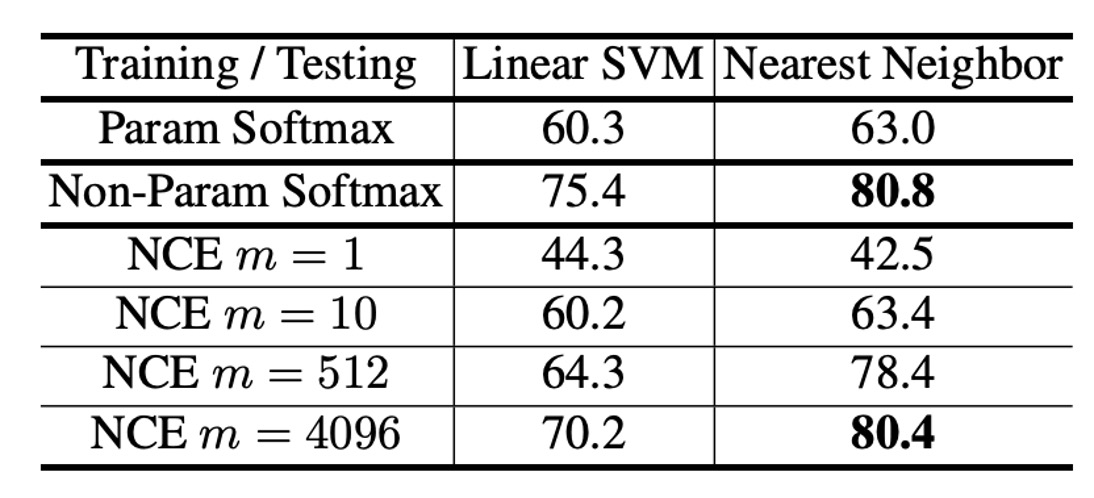 Training / Testing Linear SVM Nearest Neighbor
Param Softmax 60.3 63.0
Non-Param Softmax 75.4 80.8
NCE m = 1 44.3 42.5
NCE m = 10 60.2 63.4
NCE m = 512 64.3 78.4
NCE m = 4096 70.2 80.4